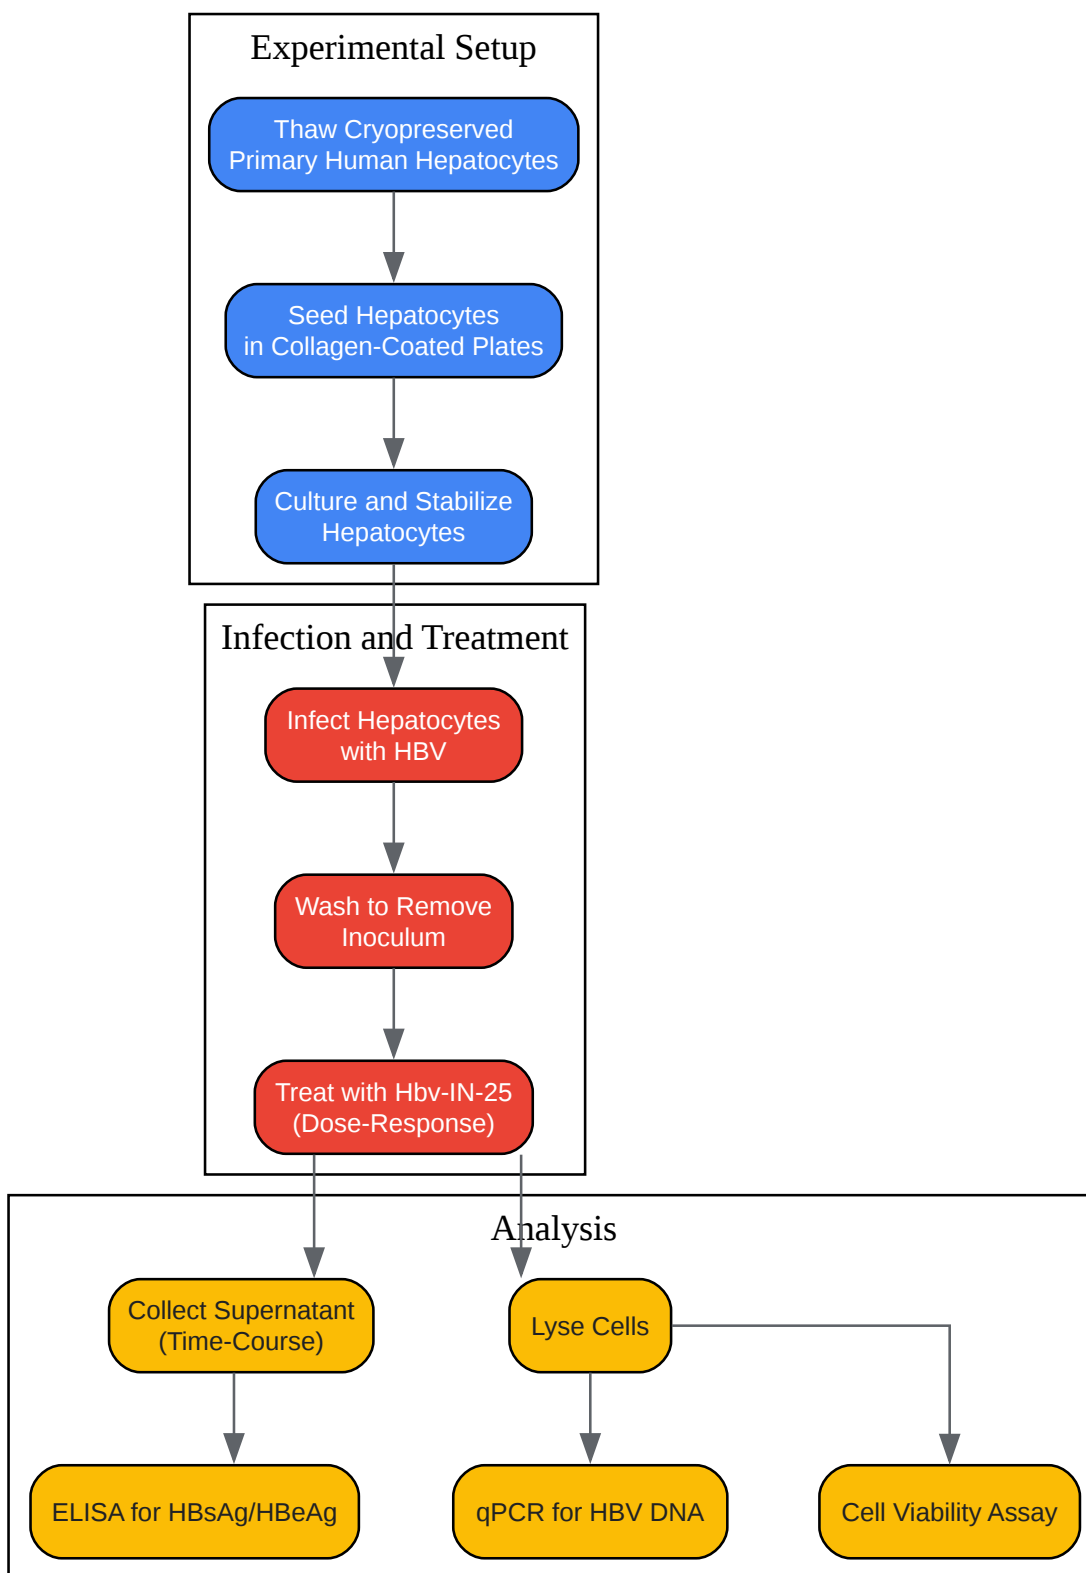 Experimental Setup
Thaw Cryopreserved
Primary Human Hepatocytes
Seed Hepatocytes
in Collagen-Coated Plates
Culture and Stabilize
Hepatocytes
Infection and Treatment
Infect Hepatocytes
with HBV
Wash to Remove
Inoculum
Treat with Hbv-IN-25
(Dose-Response)
Analysis
Collect Supernatant
(Time-Course)
Lyse Cells
ELISA for HBsAg/HBeAg
qPCR for HBV DNA
Cell Viability Assay